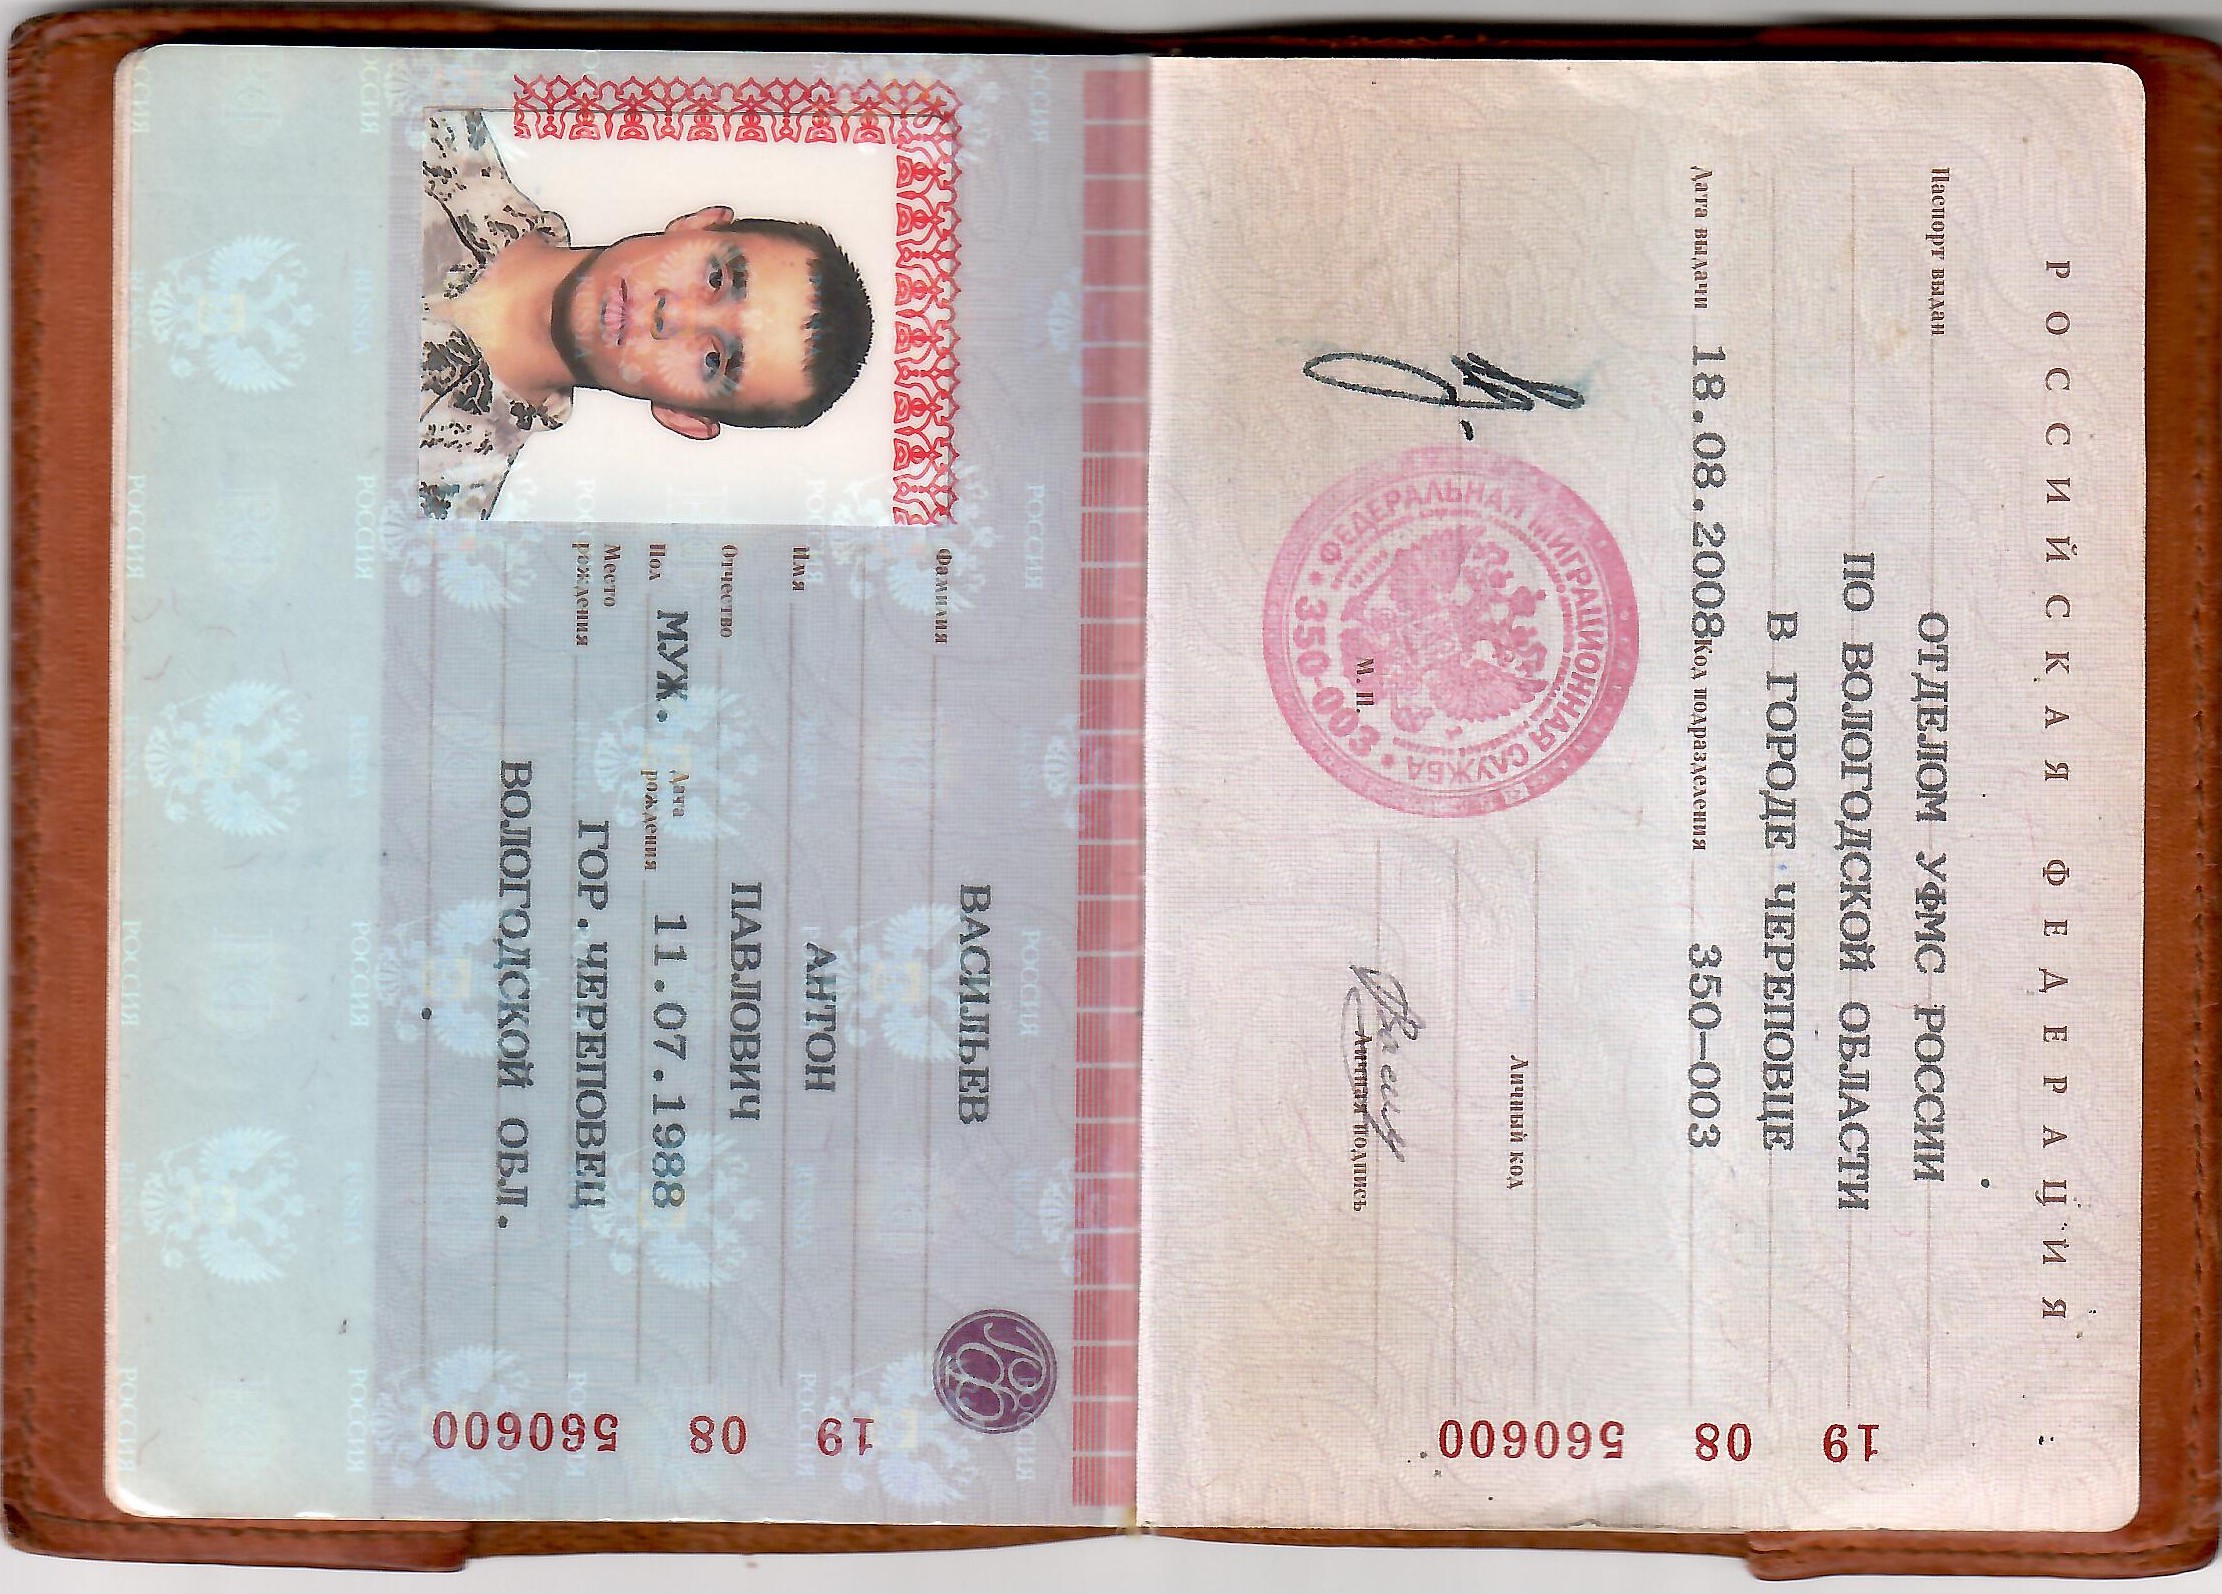 РОССИЙСКАЯ ФЕДЕРАЦИЯ
Паспорт выдан ОТДЕЛОМ УФМС РОССИИ
ПО ВОЛОГОДСКОЙ ОБЛАСТИ
В ГОРОДЕ ЧЕРЕПОВЦЕ
Дата выдачи 18.08.2008 Код подразделения 350-003
Личный код
Личная подпись
М.П.
ФЕДЕРАЛЬНАЯ МИГРАЦИОННАЯ СЛУЖБА
350-003
19 08 560600
Фамилия ВАСИЛЬЕВ
Имя АНТОН
Отчество ПАВЛОВИЧ
Пол МУЖ. Дата рождения 11.07.1988
Место рождения ГОР.ЧЕРЕПОВЕЦ
ВОЛОГОДСКОЙ ОБЛ.
19 08 560600
РОССИЯ